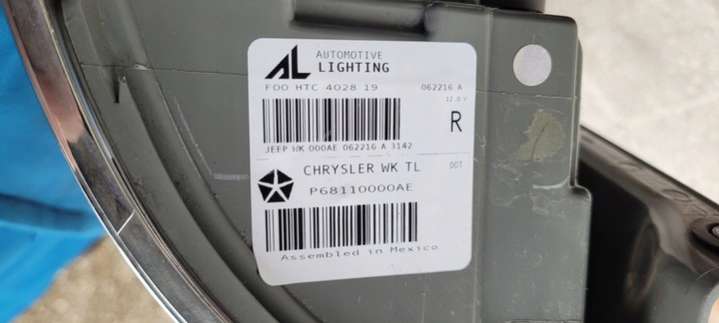 AL AUTOMOTIVE
LIGHTING
F00 HTC 4028 19
062216 A
12.8 V
R
JEEP WK 000AE 062216 A 3142
CHRYSLER WK TL
DOT
P68110000AE
Assembled in Mexico